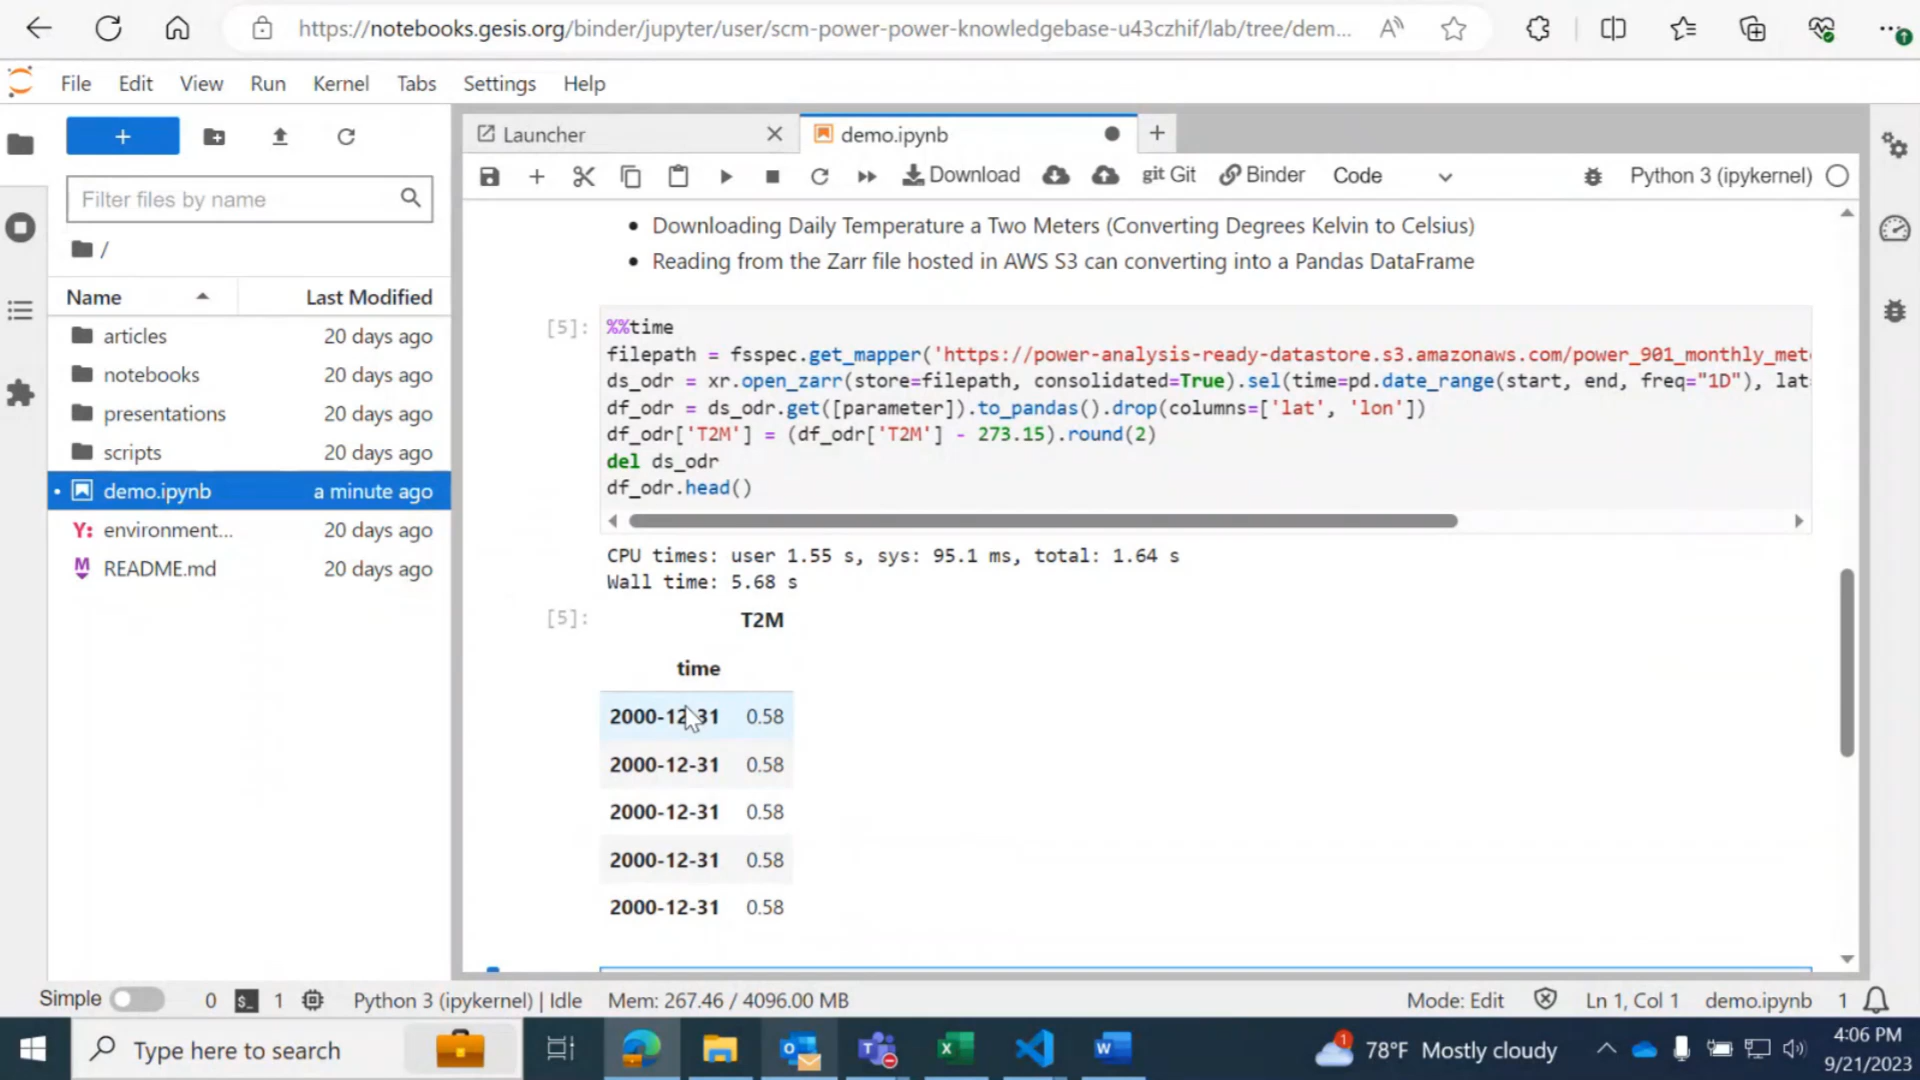 https://notebooks.gesis.org/binder/jupyter/user/scm-power-power-knowledgebase-u43czhif/lab/tree/dem...
File Edit View Run Kernel Tabs Settings Help
Launcher
demo.ipynb
Download
git Git
Binder
Code
Python 3 (ipykernel)
Filter files by name
/
Name Last Modified
articles 20 days ago
notebooks 20 days ago
presentations 20 days ago
scripts 20 days ago
demo.ipynb a minute ago
Y: environment... 20 days ago
README.md 20 days ago
• Downloading Daily Temperature a Two Meters (Converting Degrees Kelvin to Celsius)
• Reading from the Zarr file hosted in AWS S3 can converting into a Pandas DataFrame
[5]: %%time
filepath = fsspec.get_mapper('https://power-analysis-ready-datastore.s3.amazonaws.com/power_901_monthly_met
ds_odr = xr.open_zarr(store=filepath, consolidated=True).sel(time=pd.date_range(start, end, freq="1D"), lat=
df_odr = ds_odr.get([parameter]).to_pandas().drop(columns=['lat', 'lon'])
df_odr['T2M'] = (df_odr['T2M'] - 273.15).round(2)
del ds_odr
df_odr.head()
CPU times: user 1.55 s, sys: 95.1 ms, total: 1.64 s
Wall time: 5.68 s
[5]: T2M
time
2000-12-31 0.58
2000-12-31 0.58
2000-12-31 0.58
2000-12-31 0.58
2000-12-31 0.58
Simple 0 $_ 1 Python 3 (ipykernel) | Idle Mem: 267.46 / 4096.00 MB Mode: Edit Ln 1, Col 1 demo.ipynb 1
Type here to search
1
78°F Mostly cloudy
4:06 PM
9/21/2023